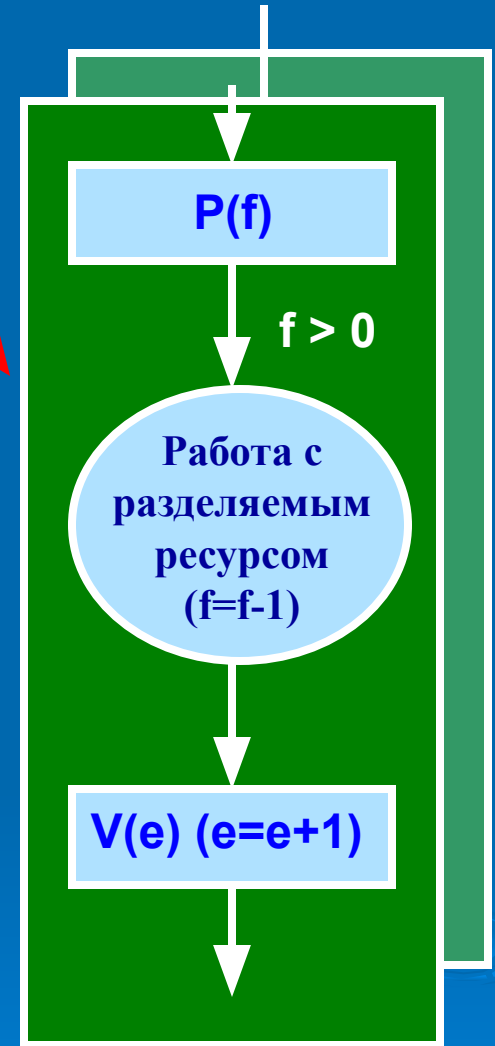 P(f)
f > 0
Работа с
разделяемым
ресурсом
(f=f-1)
V(e) (e=e+1)